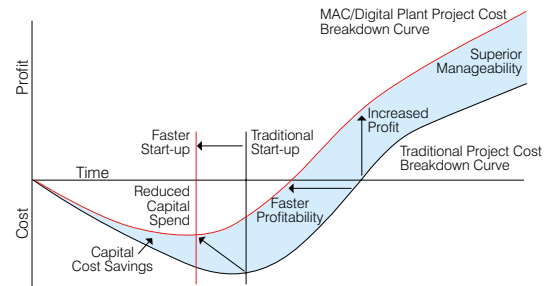 MAC/Digital Plant Project Cost
Breakdown Curve
Superior
Manageability
Profit
Increased
Profit
Faster
Start-up
Traditional
Start-up
Traditional Project Cost
Breakdown Curve
Time
Reduced
Capital
Spend
Faster
Profitability
Cost
Capital
Cost Savings